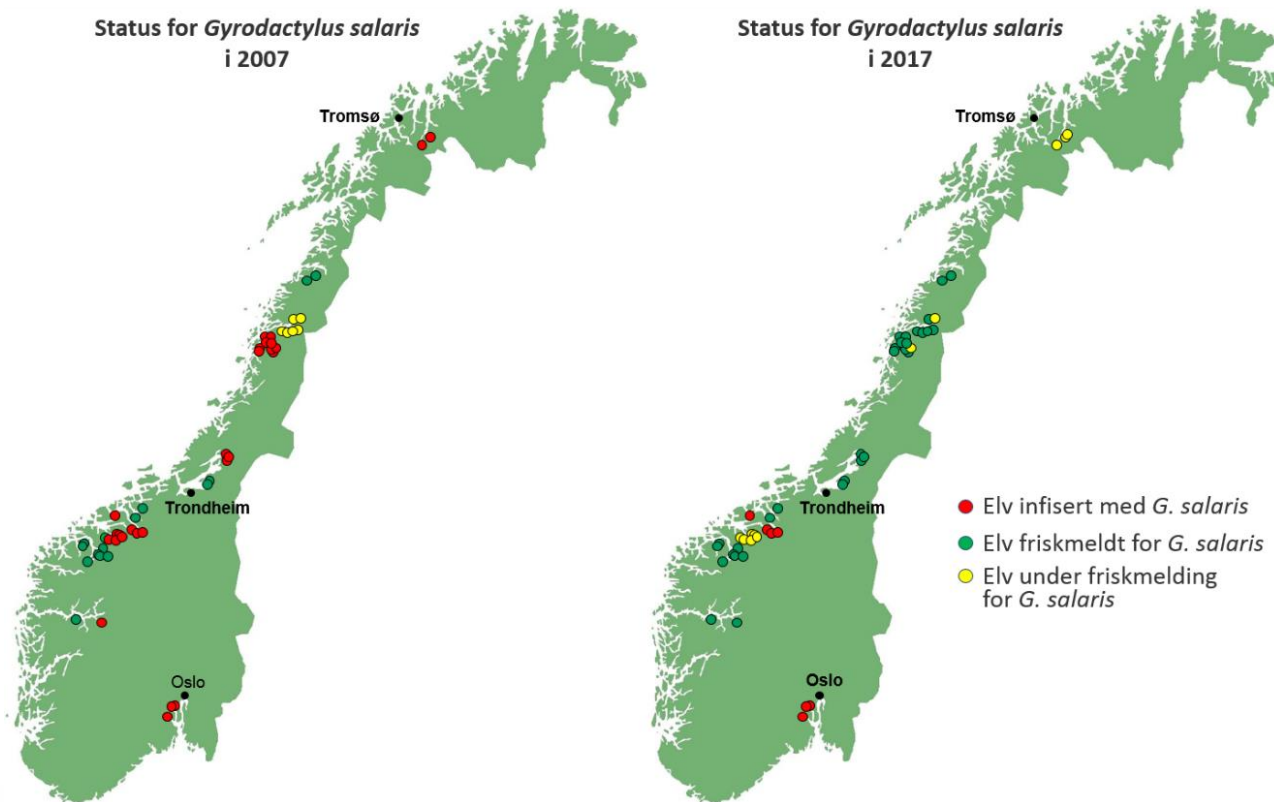 Status for Gyrodactylus salaris
i 2007
Tromsø
Trondheim
Oslo
Status for Gyrodactylus salaris
i 2017
Tromsø
Trondheim
Oslo
Elv infisert med G. salaris
Elv friskmeldt for G. salaris
Elv under friskmelding
for G. salaris